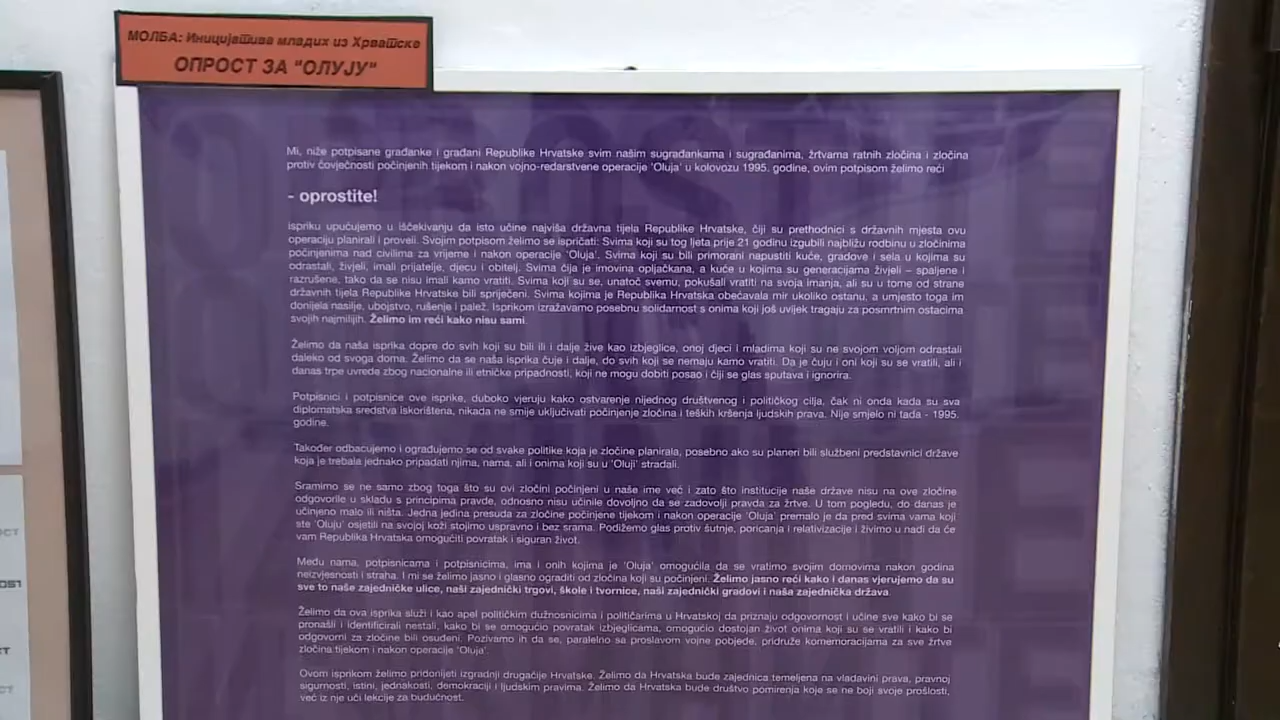 МОЛБА: Иницијатива младих из Хрватске
ОПРОСТ ЗА "ОЛУЈУ"
Mi, niže potpisane građanke i građani Republike Hrvatske svim našim sugrađankama i sugrađanima, žrtvama ratnih zločina i zločina
protiv čovječnosti počinjenih tijekom i nakon vojno-redarstvene operacije 'Oluja' u kolovozu 1995. godine, ovim potpisom želimo reći
- oprostite!
Ispriku upućujemo u iščekivanju da isto učine najviša državna tijela Republike Hrvatske, čiji su prethodnici s državnih mjesta ovu
operaciju planirali i proveli. Svojim potpisom želimo se ispričati: Svima koji su tog ljeta prije 21 godinu izgubili najbližu rodbinu u zločinima
počinjenima nad civilima za vrijeme i nakon operacije 'Oluja'. Svima koji su bili primorani napustiti kuće, gradove i sela u kojima su
odrastali, živjeli, imali prijatelje, djecu i obitelj. Svima čija je imovina opljačkana, a kuće u kojima su generacijama živjeli – spaljene i
razrušene, tako da se nisu imali kamo vratiti. Svima koji su se, unatoč svemu, pokušali vratiti na svoja imanja, ali su u tome od strane
državnih tijela Republike Hrvatske bili spriječeni. Svima kojima je Republika Hrvatska obećavala mir ukoliko ostanu, a umjesto toga im
donijela nasilje, ubojstvo, rušenje i palež. Isprikom izražavamo posebnu solidarnost s onima koji još uvijek tragaju za posmrtnim ostacima
svojih najmilijih. Želimo im reći kako nisu sami.
Želimo da naša isprika dopre do svih koji su bili ili i dalje žive kao izbjeglice, onoj djeci i mladima koji su ne svojom voljom odrastali
daleko od svoga doma. Želimo da se naša isprika čuje i dalje, do svih koji se nemaju kamo vratiti. Da je čuju i oni koji su se vratili, ali i
danas trpe uvrede zbog nacionalne ili etničke pripadnosti, koji ne mogu dobiti posao i čiji se glas sputava i ignorira.
Potpisnici i potpisnice ove isprike, duboko vjeruju kako ostvarenje nijednog društvenog i političkog cilja, čak ni onda kada su sva
diplomatska sredstva iskorištena, nikada ne smije uključivati počinjenje zločina i teških kršenja ljudskih prava. Nije smjelo ni tada - 1995.
godine.
Također odbacujemo i ograđujemo se od svake politike koja je zločine planirala, posebno ako su planeri bili službeni predstavnici države
koja je trebala jednako pripadati njima, nama, ali i onima koji su u 'Oluji' stradali.
Sramimo se ne samo zbog toga što su ovi zločini počinjeni u naše ime već i zato što institucije naše države nisu na ove zločine
odgovorile u skladu s principima pravde, odnosno nisu učinile dovoljno da se zadovolji pravda za žrtve. U tom pogledu, do danas je
učinjeno malo ili ništa. Jedna jedina presuda za zločine počinjene tijekom i nakon operacije 'Oluja' premalo je da pred svima vama koji
ste 'Oluju' osjetili na svojoj koži stojimo uspravno i bez srama. Podižemo glas protiv šutnje, poricanja i relativizacije i živimo u nadi da će
vam Republika Hrvatska omogućiti povratak i siguran život.
Među nama, potpisnicama i potpisnicima, ima i onih kojima je 'Oluja' omogućila da se vratimo svojim domovima nakon godina
neizvjesnosti i straha. I mi se želimo jasno i glasno ograditi od zločina koji su počinjeni. Želimo jasno reći kako i danas vjerujemo da su
sve to naše zajedničke ulice, naši zajednički trgovi, škole i tvornice, naši zajednički gradovi i naša zajednička država.
Želimo da ova isprika služi i kao apel političkim dužnosnicima i političarima u Hrvatskoj da priznaju odgovornost i učine sve kako bi se
pronašli i identificirali nestali, kako bi se omogućio povratak izbjeglicama, omogućio dostojan život onima koji su se vratili i kako bi
odgovorni za zločine bili osuđeni. Pozivamo ih da se, paralelno sa proslavom vojne pobjede, pridruže komemoracijama za sve žrtve
zločina tijekom i nakon operacije 'Oluja'.
Ovom isprikom želimo pridonijeti izgradnji drugačije Hrvatske. Želimo da Hrvatska bude zajednica temeljena na vladavini prava, pravnoj
sigurnosti, istini, jednakosti, demokraciji i ljudskim pravima. Želimo da Hrvatska bude društvo pomirenja koje se ne boji svoje prošlosti,
već iz nje uči lekcije za budućnost.